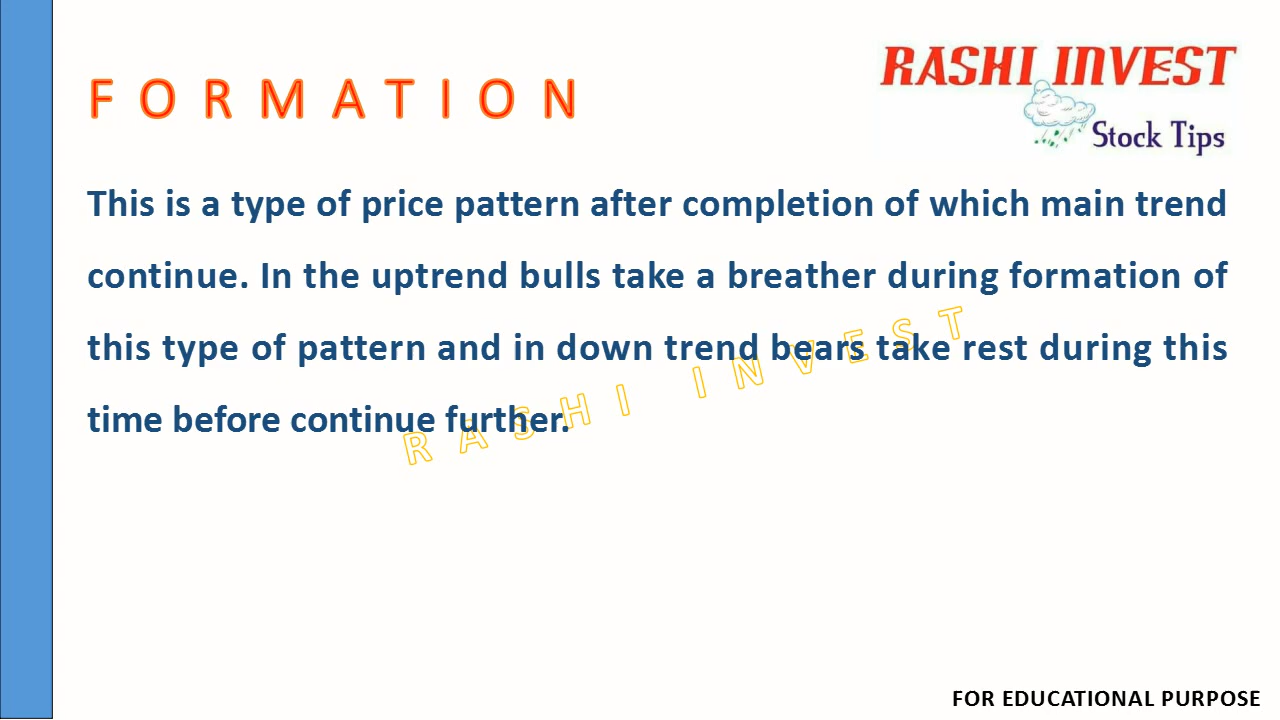 F O R M A T I O N
RASHI INVEST
Stock Tips
This is a type of price pattern after completion of which main trend
continue. In the uptrend bulls take a breather during formation of
this type of pattern and in down trend bears take rest during this
time before continue further.
RASHI INVEST
FOR EDUCATIONAL PURPOSE